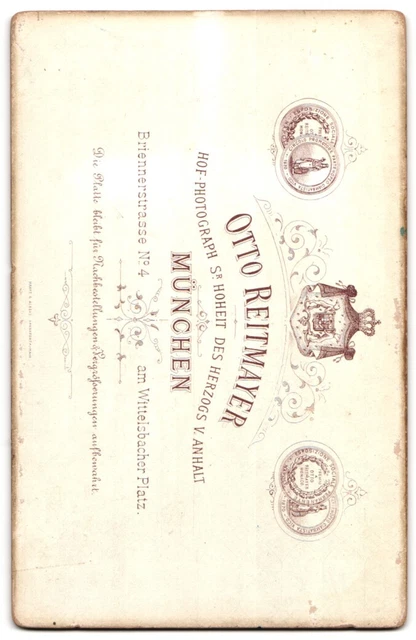 OTTO REITMAYER
HOF-PHOTOGRAPH SR HOHEIT DES HERZOGS V. ANHALT
MÜNCHEN
Briennerstrasse No 4 am Wittelsbacher Platz.
Die Platte bleibt für Nachbestellungen & Vergrößerungen aufbewahrt.